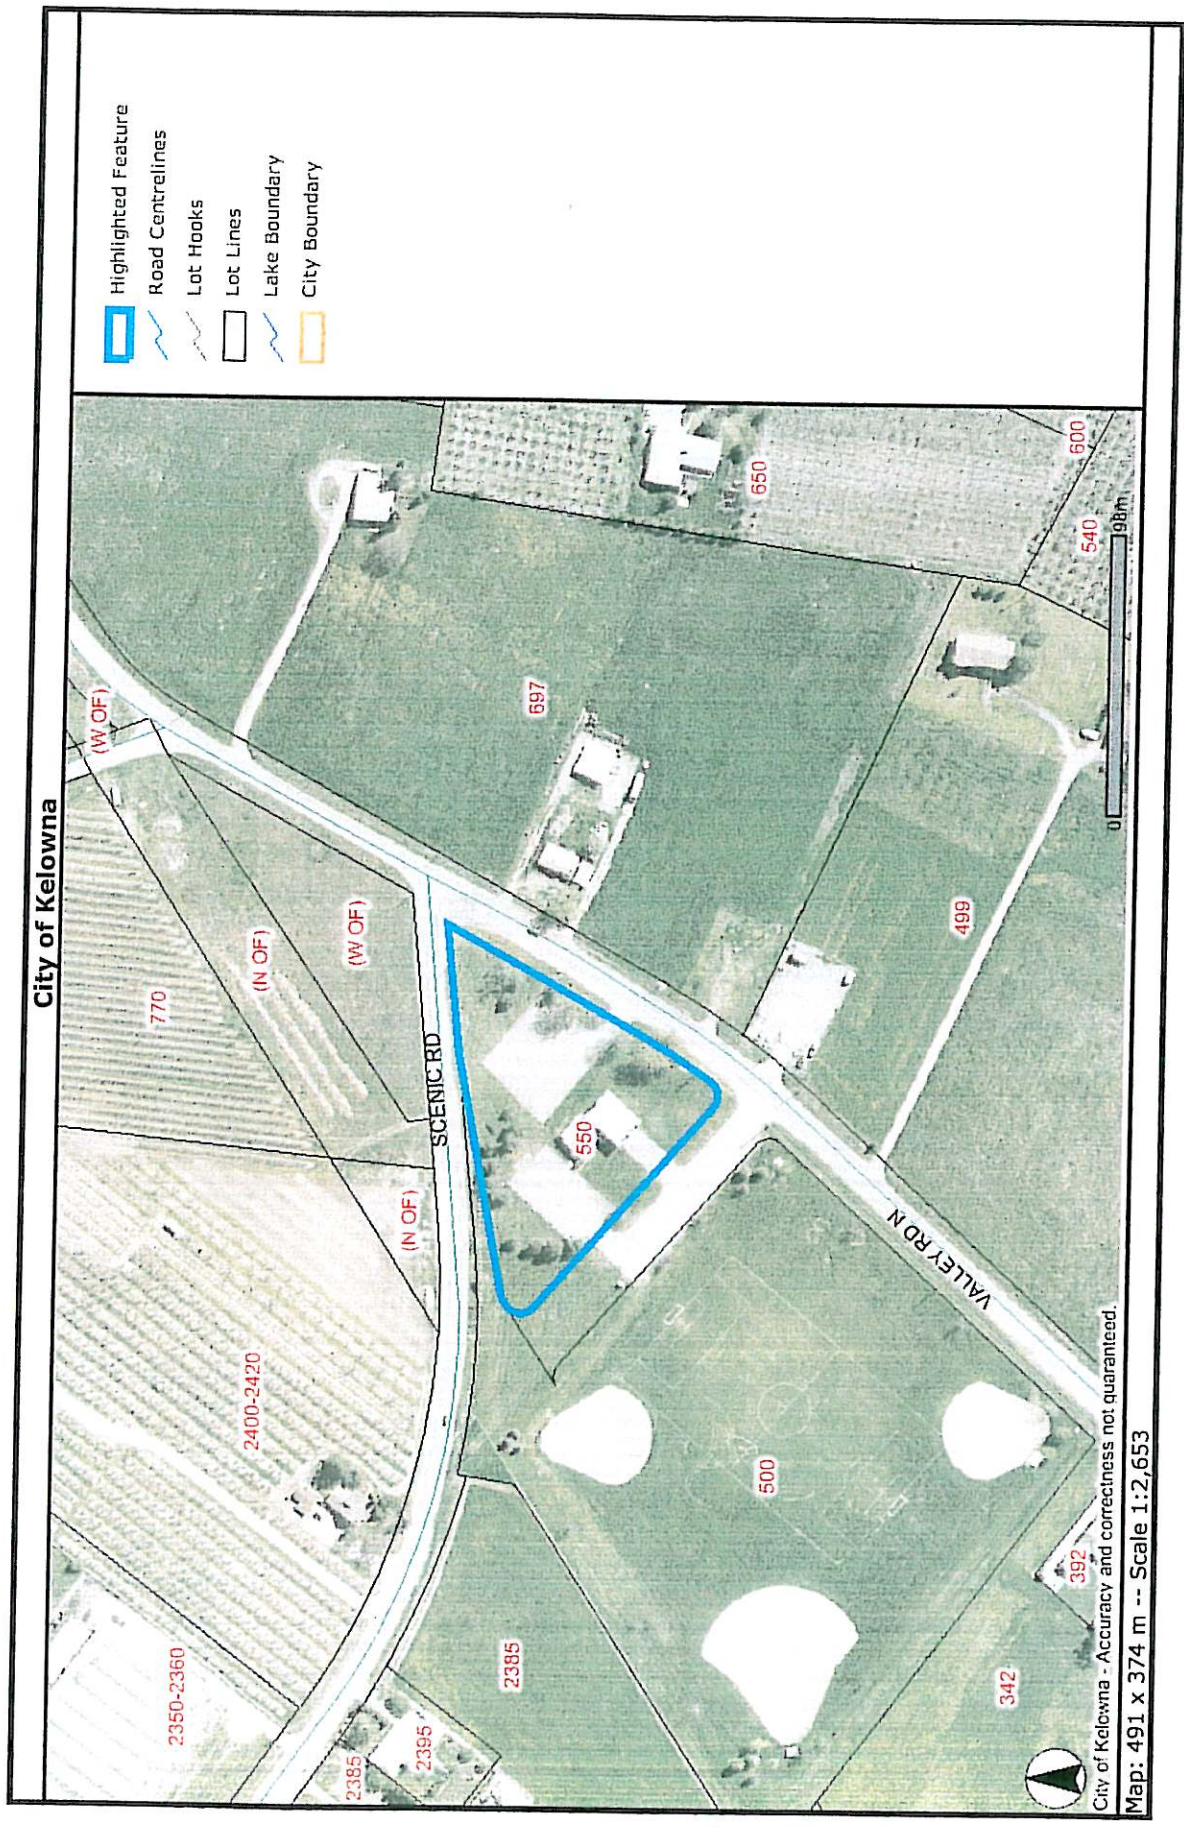 City of Kelowna
Highlighted Feature
Road Centrelines
Lot Hooks
Lot Lines
Lake Boundary
City Boundary
2350-2360
2400-2420
770
(N OF)
(W OF)
(W OF)
(N OF)
SCENIC RD
2385
2395
2385
550
697
650
600
540
499
500
VALLEY RD N
342
392
0
98m
City of Kelowna - Accuracy and correctness not guaranteed.
Map: 491 x 374 m -- Scale 1:2,653